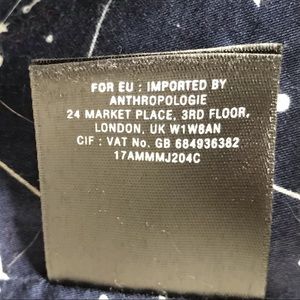 FOR EU : IMPORTED BY
ANTHROPOLOGIE
24 MARKET PLACE, 3RD FLOOR,
LONDON, UK W1W8AN
CIF : VAT No. GB 684936382
17AMMMJ204C